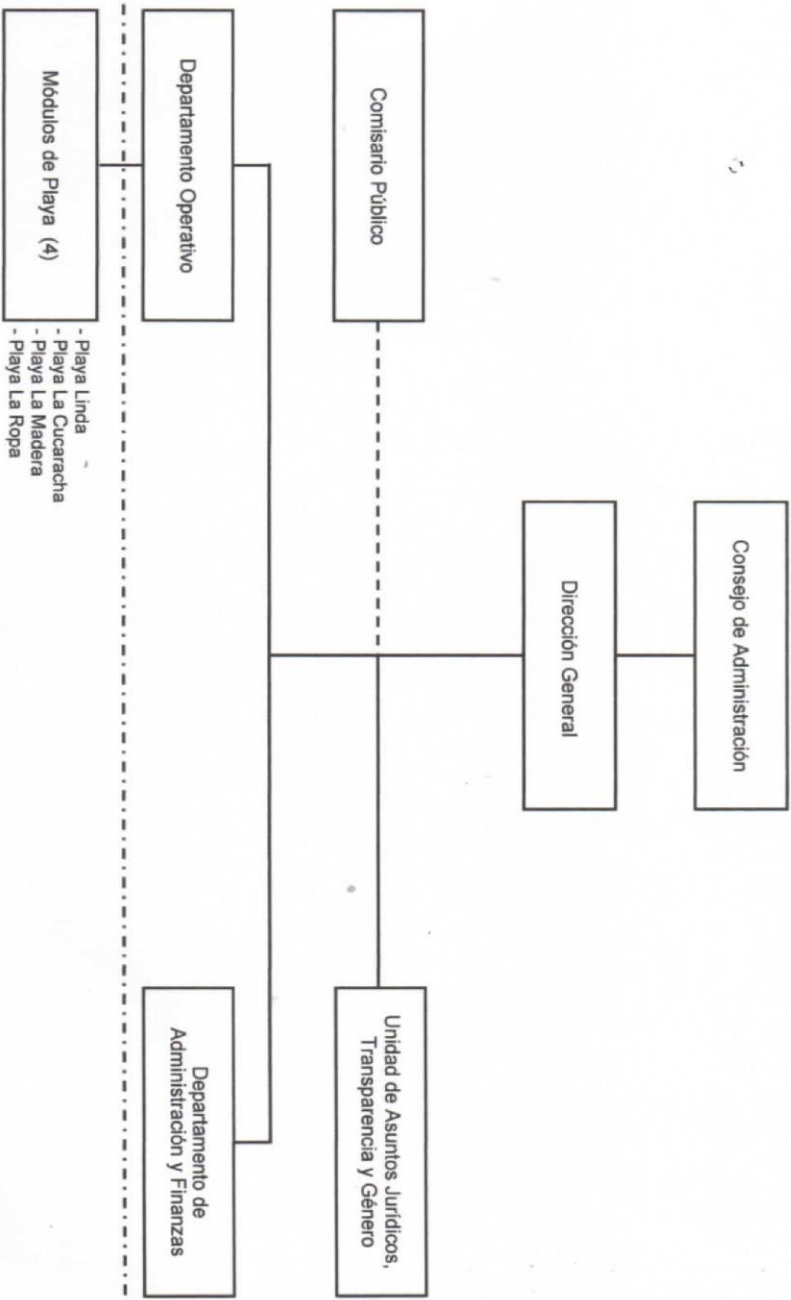 Consejo de Administración
Dirección General
Comisario Público
Unidad de Asuntos Jurídicos,
Transparencia y Género
Departamento Operativo
Departamento de
Administración y Finanzas
Módulos de Playa (4)
- Playa Linda
- Playa La Cucaracha
- Playa La Madera
- Playa La Ropa